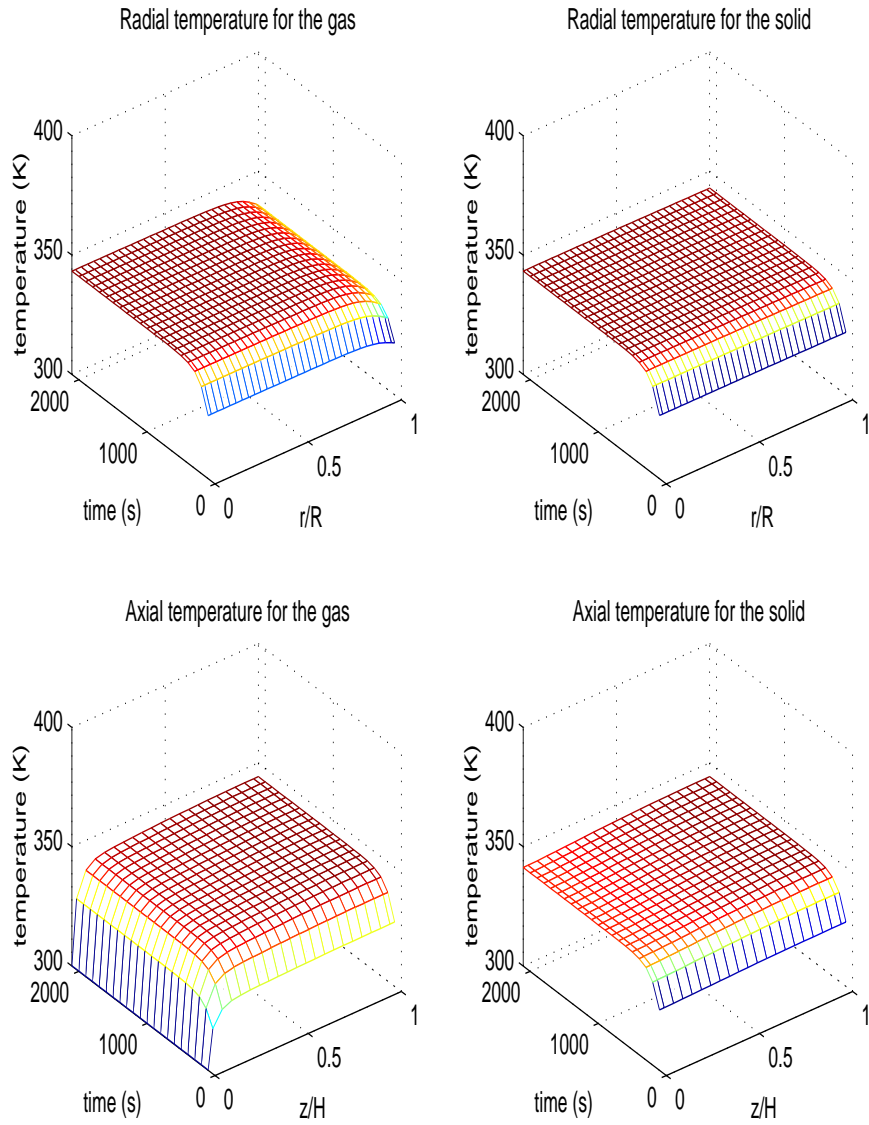 Radial temperature for the gas
400
350
300
temperature (K)
2000
1000
0
time (s)
0
0.5
1
r/R
Radial temperature for the solid
400
350
300
temperature (K)
2000
1000
0
time (s)
0
0.5
1
r/R
Axial temperature for the gas
400
350
300
temperature (K)
2000
1000
0
time (s)
0
0.5
1
z/H
Axial temperature for the solid
400
350
300
temperature (K)
2000
1000
0
time (s)
0
0.5
1
z/H